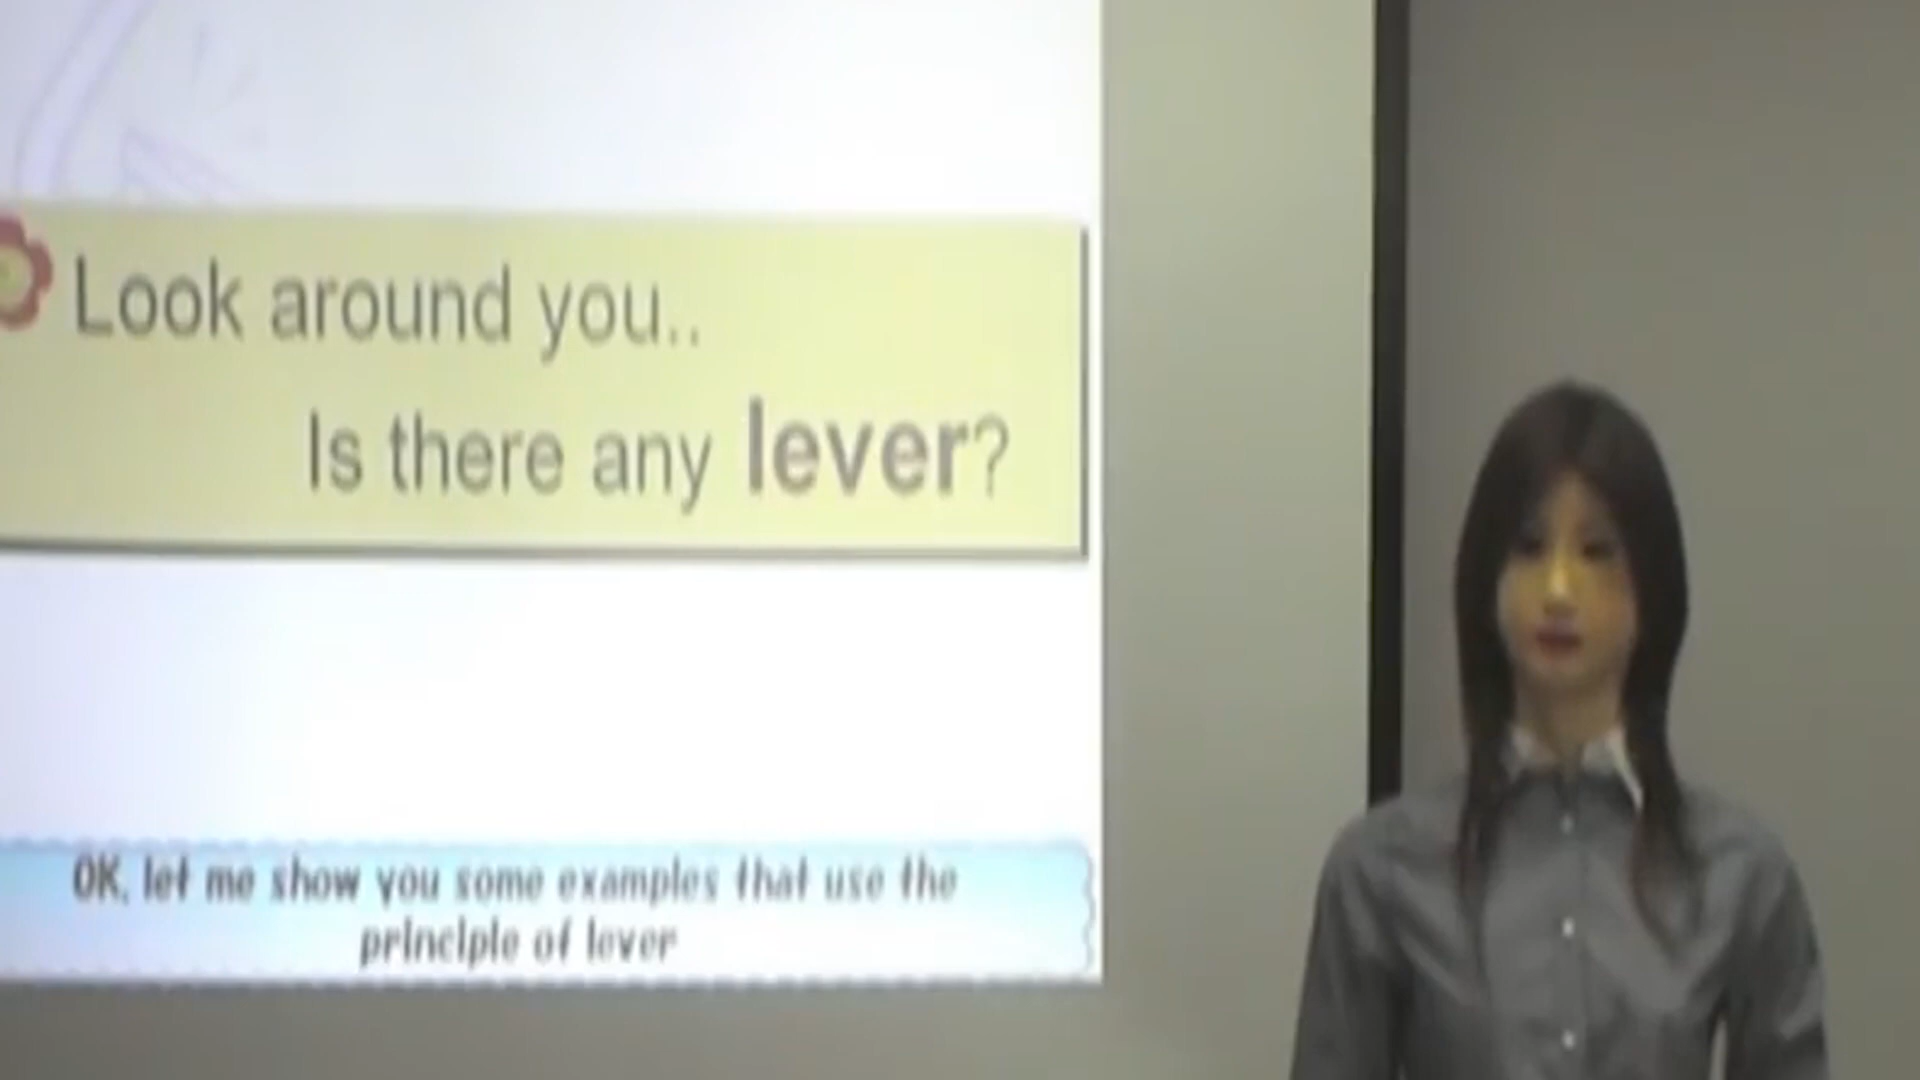 Look around you..
Is there any lever?
OK, let me show you some examples that use the
principle of lever